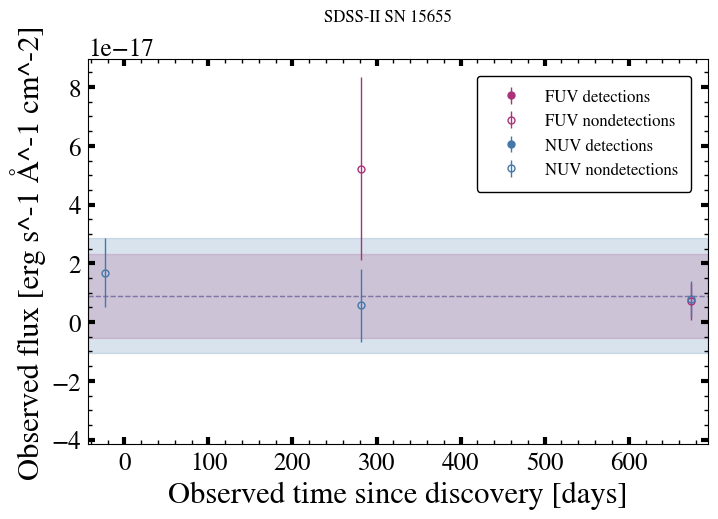 SDSS-II SN 15655
1e−17
Observed flux [erg s^-1 Å^-1 cm^-2]
8
6
4
2
0
−2
−4
FUV detections
FUV nondetections
NUV detections
NUV nondetections
0 100 200 300 400 500 600
Observed time since discovery [days]